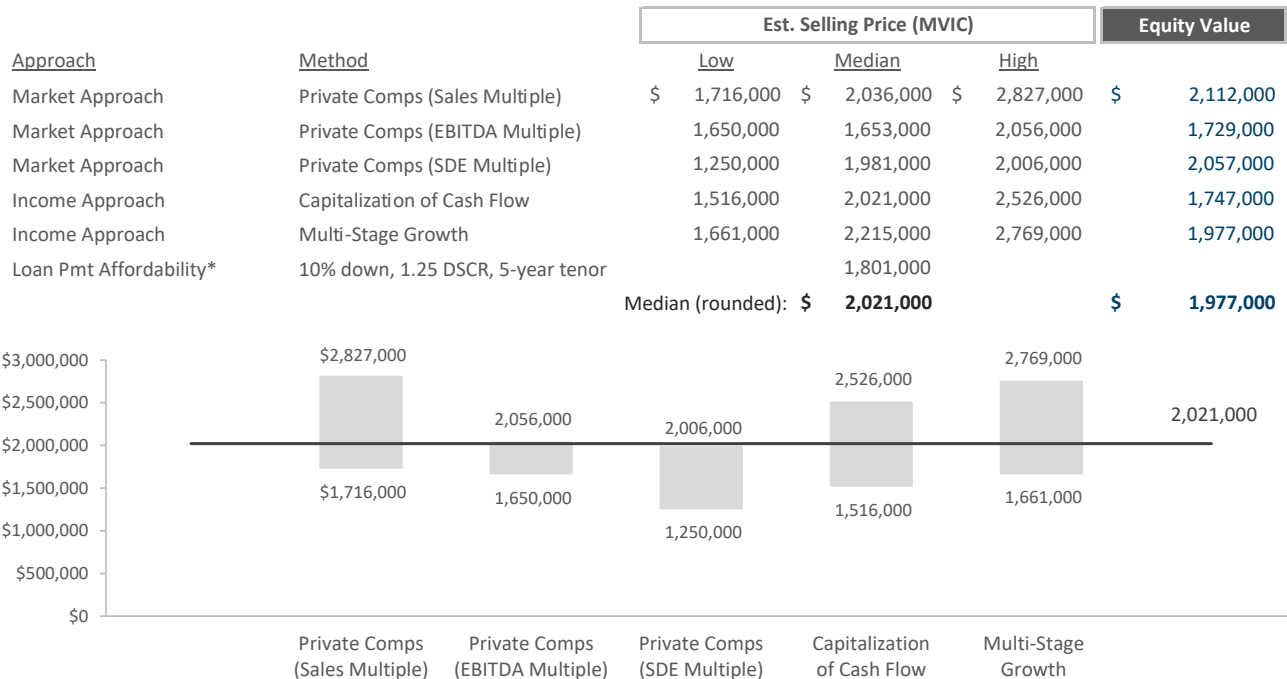 Est. Selling Price (MVIC) Equity Value
Approach Method Low Median High
Market Approach Private Comps (Sales Multiple) $ 1,716,000 $ 2,036,000 $ 2,827,000 $ 2,112,000
Market Approach Private Comps (EBITDA Multiple) 1,650,000 1,653,000 2,056,000 1,729,000
Market Approach Private Comps (SDE Multiple) 1,250,000 1,981,000 2,006,000 2,057,000
Income Approach Capitalization of Cash Flow 1,516,000 2,021,000 2,526,000 1,747,000
Income Approach Multi-Stage Growth 1,661,000 2,215,000 2,769,000 1,977,000
Loan Pmt Affordability* 10% down, 1.25 DSCR, 5-year tenor 1,801,000
Median (rounded): $ 2,021,000 $ 1,977,000
$3,000,000
$2,500,000
$2,000,000
$1,500,000
$1,000,000
$500,000
$0
$2,827,000
$1,716,000
2,056,000
1,650,000
2,006,000
1,250,000
2,526,000
1,516,000
2,769,000
1,661,000
2,021,000
Private Comps
(Sales Multiple)
Private Comps
(EBITDA Multiple)
Private Comps
(SDE Multiple)
Capitalization
of Cash Flow
Multi-Stage
Growth